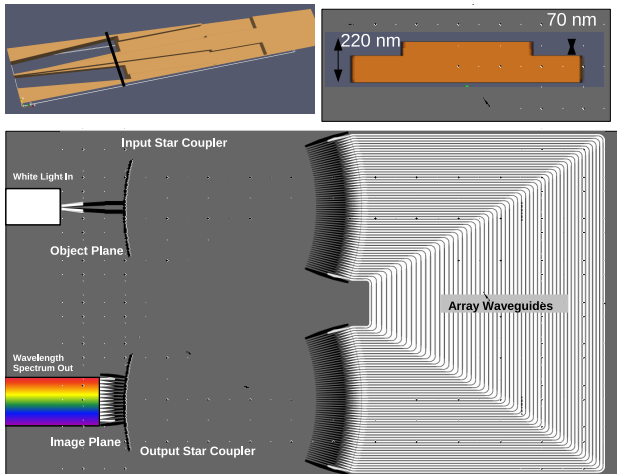 70 nm
220 nm
Input Star Coupler
White Light In
Object Plane
Array Waveguides
Wavelength
Spectrum Out
Image Plane
Output Star Coupler